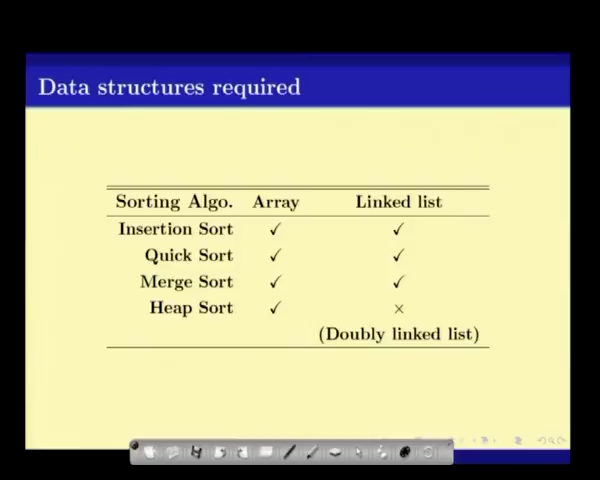 Data structures required
Sorting Algo. Array Linked list
Insertion Sort ✓ ✓
Quick Sort ✓ ✓
Merge Sort ✓ ✓
Heap Sort ✓ ×
(Doubly linked list)